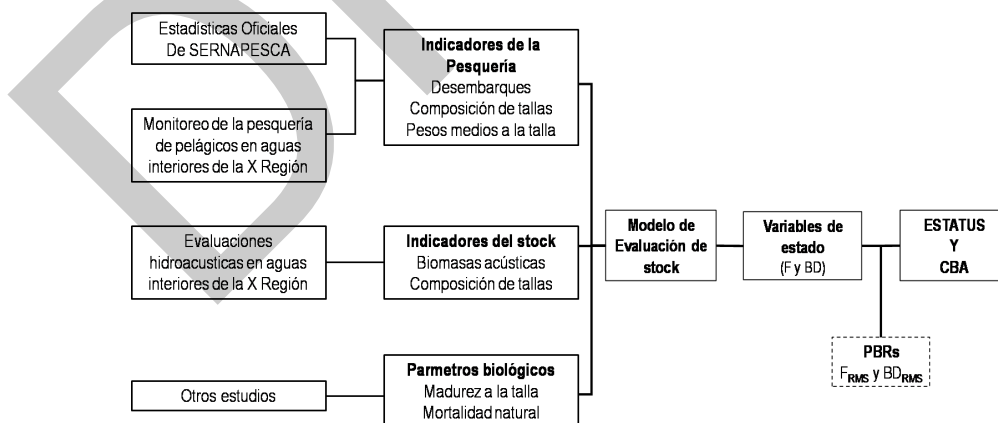 Estadísticas Oficiales
De SERNAPESCA
Monitoreo de la pesquería
de pelágicos en aguas
interiores de la X Región
Evaluaciones
hidroacusticas en aguas
interiores de la X Región
Otros estudios
Indicadores de la
Pesquería
Desembarques
Composición de tallas
Pesos medios a la talla
Indicadores del stock
Biomasas acústicas
Composición de tallas
Parmetros biológicos
Madurez a la talla
Mortalidad natural
Modelo de
Evaluación de
stock
Variables de
estado
(F y BD)
ESTATUS
Y
CBA
PBRs
FRMS y BDRMS